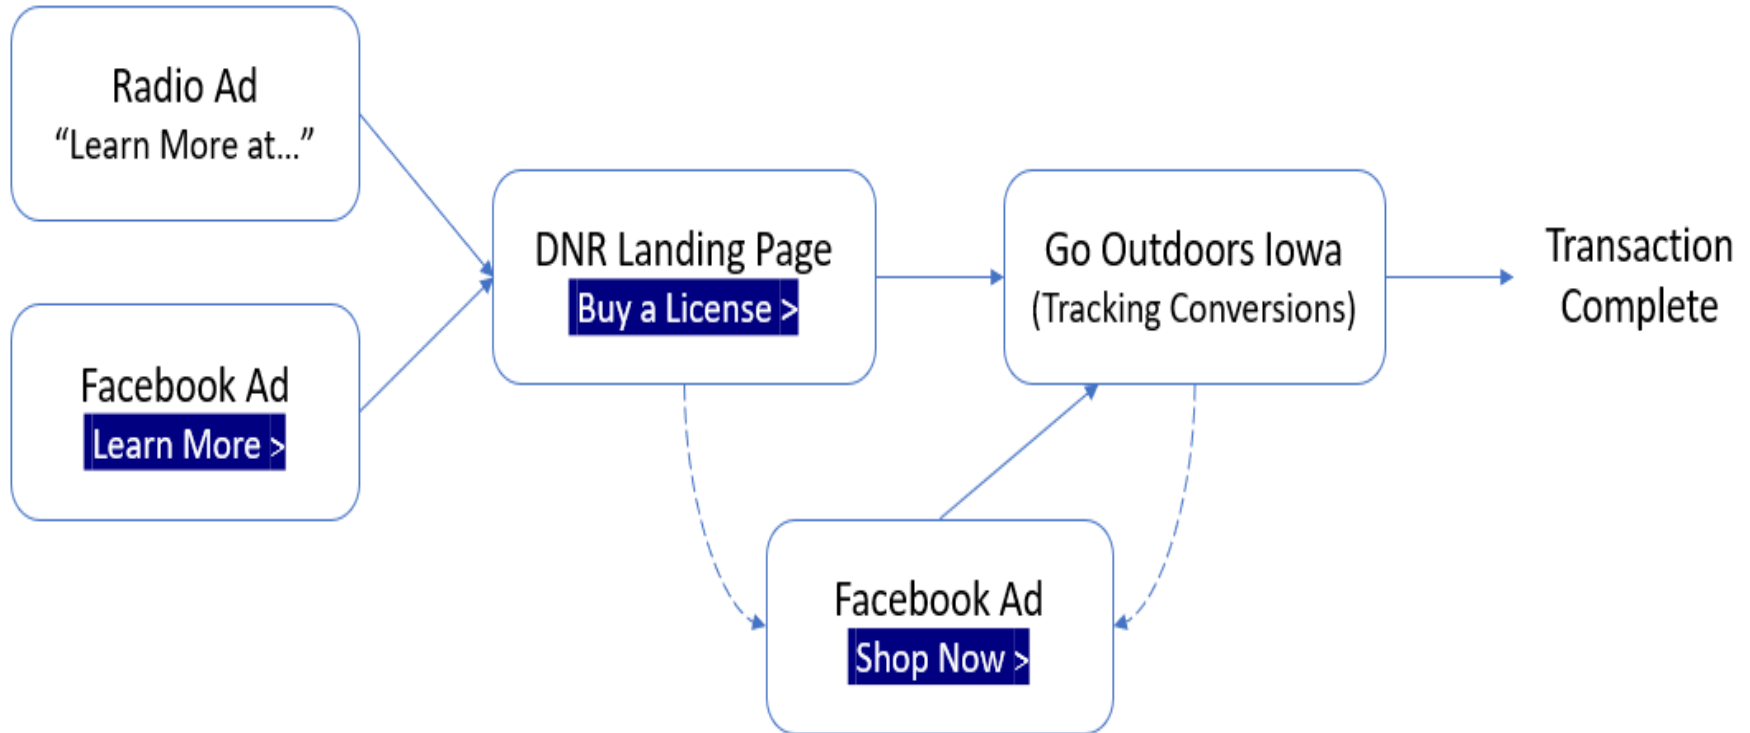 Radio Ad
“Learn More at...”
Facebook Ad
Learn More >
DNR Landing Page
Buy a License >
Go Outdoors Iowa
(Tracking Conversions)
Transaction
Complete
Facebook Ad
Shop Now >